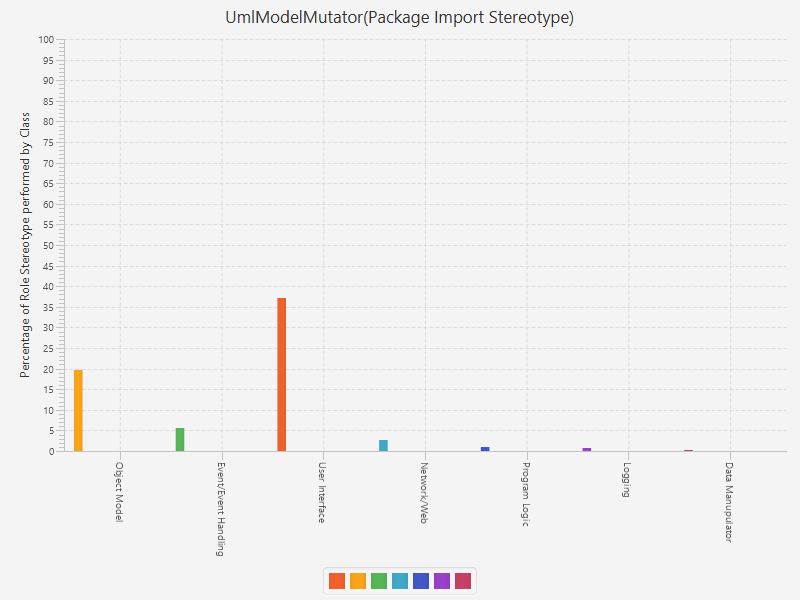 UmlModelMutator(Package Import Stereotype)
Percentage of Role Stereotype performed by Class
100
95
90
85
80
75
70
65
60
55
50
45
40
35
30
25
20
15
10
5
0
Object Model
Event/Event Handling
User Interface
Network/Web
Program Logic
Logging
Data Manupulator